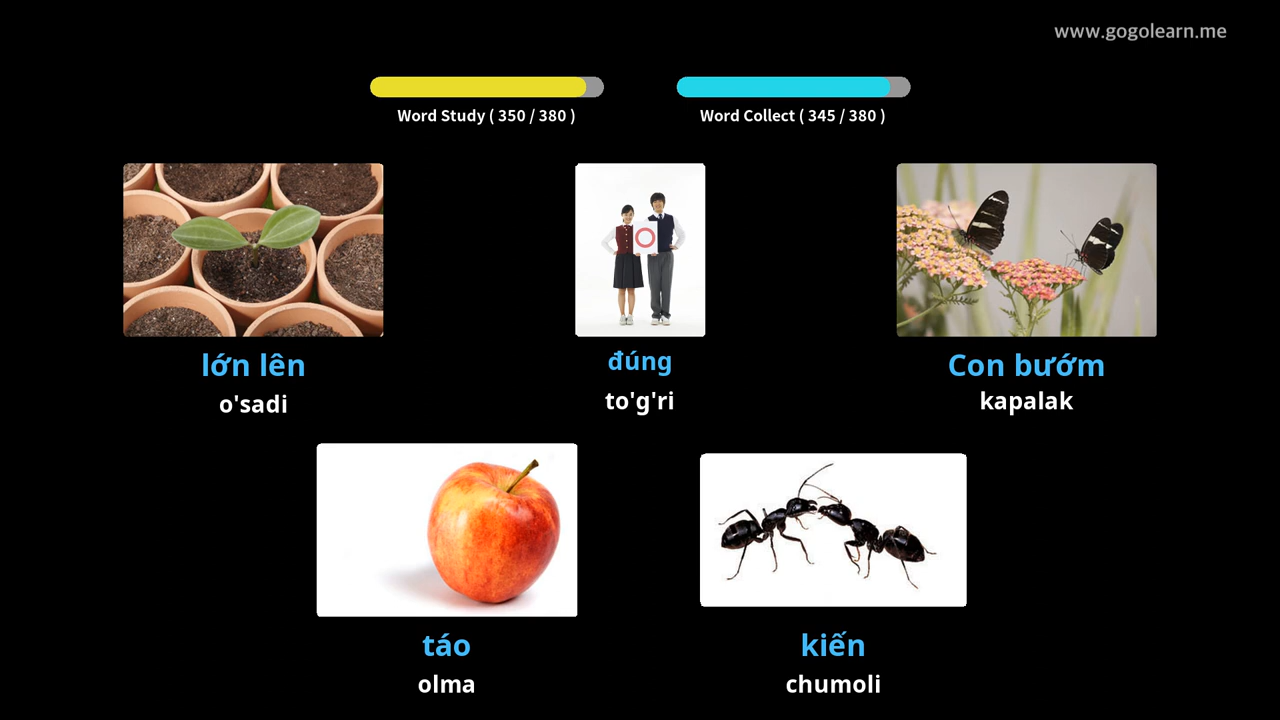 www.gogolearn.me
Word Study ( 350 / 380 )
Word Collect ( 345 / 380 )
lớn lên
o'sadi
đúng
to'g'ri
Con bướm
kapalak
táo
olma
kiến
chumoli